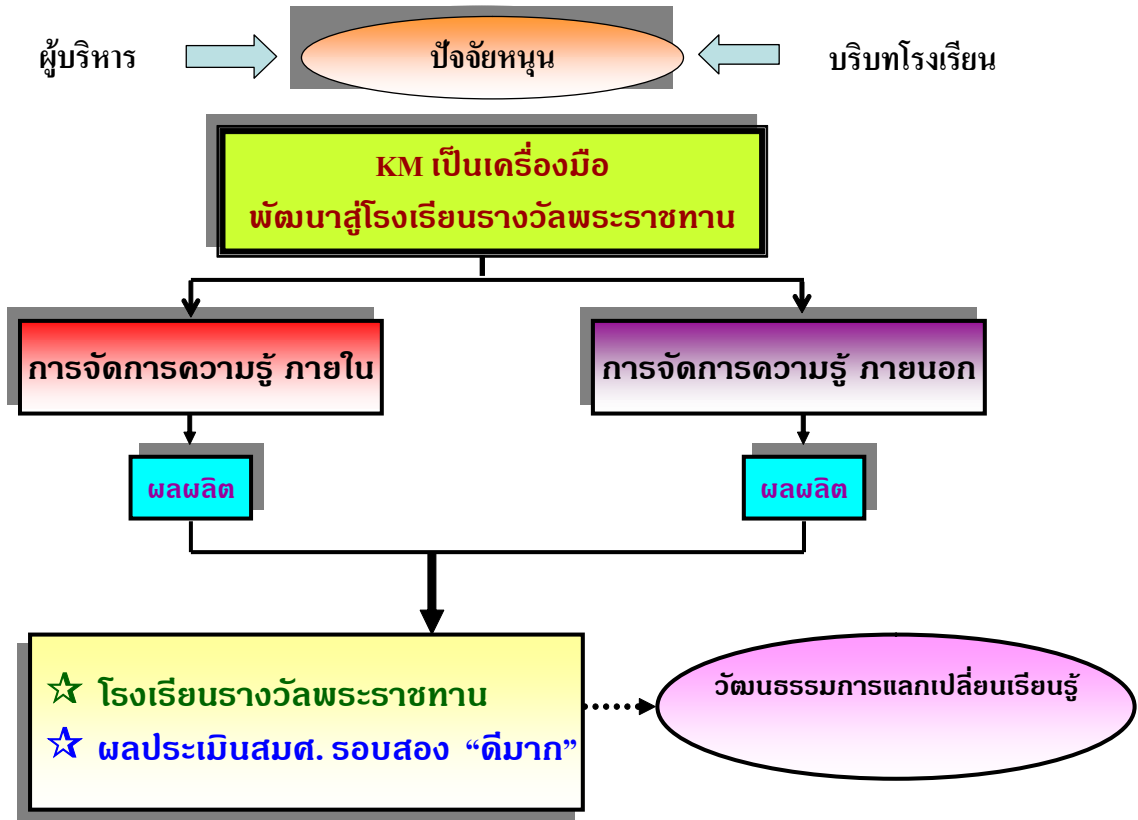 ผู้บริหาร
ปัจจัยหนุน
บริบทโรงเรียน
KM เป็นเครื่องมือ
พัฒนาสู่โรงเรียนรางวัลพระราชทาน
การจัดการความรู้ ภายใน
การจัดการความรู้ ภายนอก
ผลผลิต
ผลผลิต
โรงเรียนรางวัลพระราชทาน
ผลประเมินสมศ. รอบสอง “ดีมาก”
วัฒนธรรมการแลกเปลี่ยนเรียนรู้